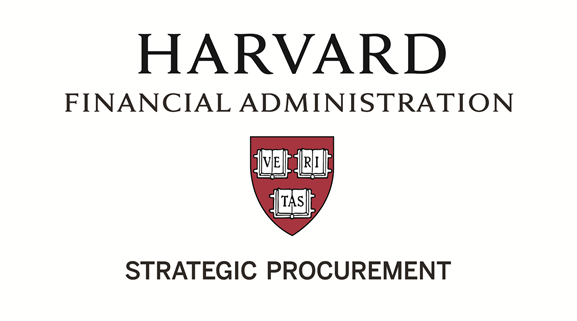 HARVARD
FINANCIAL ADMINISTRATION
VE RI
TAS
STRATEGIC PROCUREMENT